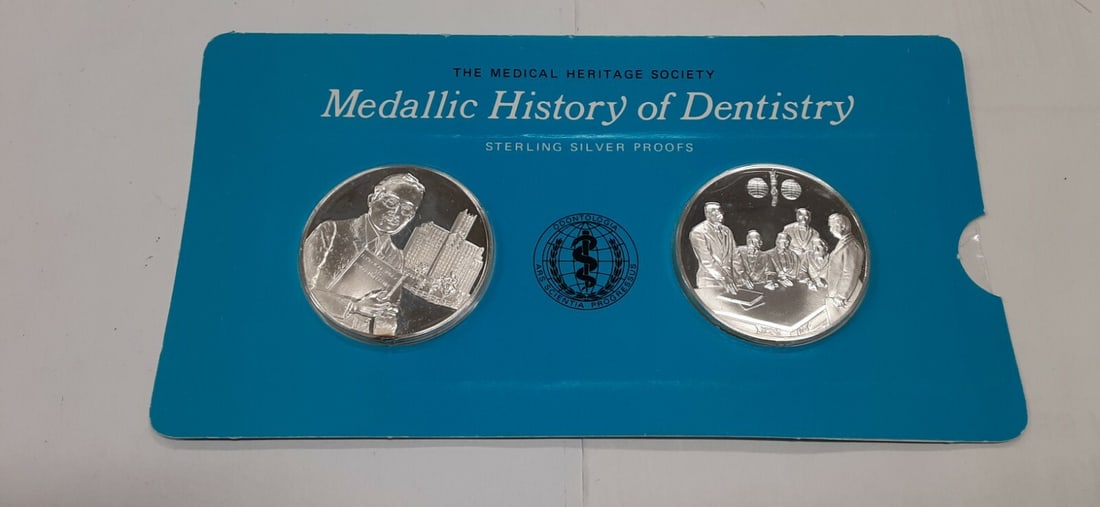 THE MEDICAL HERITAGE SOCIETY
Medallic History of Dentistry
STERLING SILVER PROOFS
ODONTOLOGIA
ARS SCIENTIA PROGRESSUS